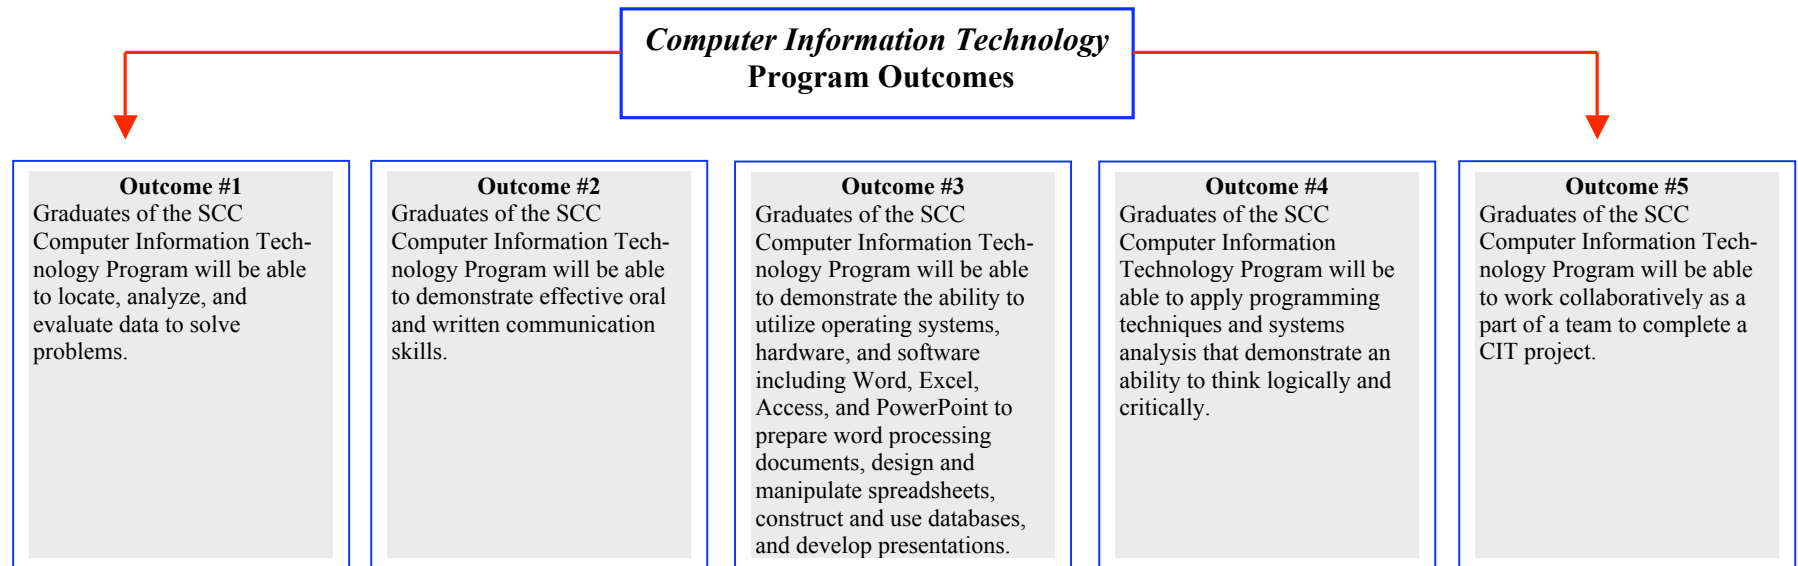 Computer Information Technology
Program Outcomes
Outcome #1
Graduates of the SCC
Computer Information Tech-
nology Program will be able
to locate, analyze, and
evaluate data to solve
problems.
Outcome #2
Graduates of the SCC
Computer Information Tech-
nology Program will be able
to demonstrate effective oral
and written communication
skills.
Outcome #3
Graduates of the SCC
Computer Information Tech-
nology Program will be able
to demonstrate the ability to
utilize operating systems,
hardware, and software
including Word, Excel,
Access, and PowerPoint to
prepare word processing
documents, design and
manipulate spreadsheets,
construct and use databases,
and develop presentations.
Outcome #4
Graduates of the SCC
Computer Information
Technology Program will be
able to apply programming
techniques and systems
analysis that demonstrate an
ability to think logically and
critically.
Outcome #5
Graduates of the SCC
Computer Information Tech-
nology Program will be able
to work collaboratively as a
part of a team to complete a
CIT project.